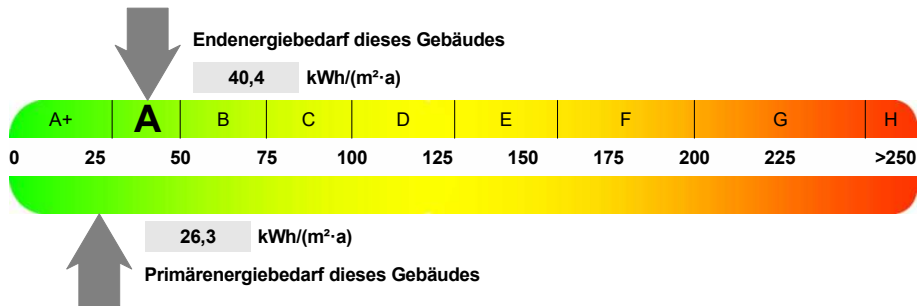 Endenergiebedarf dieses Gebäudes
40,4 kWh/(m²·a)
A+ A B C D E F G H
0 25 50 75 100 125 150 175 200 225 >250
26,3 kWh/(m²·a)
Primärenergiebedarf dieses Gebäudes